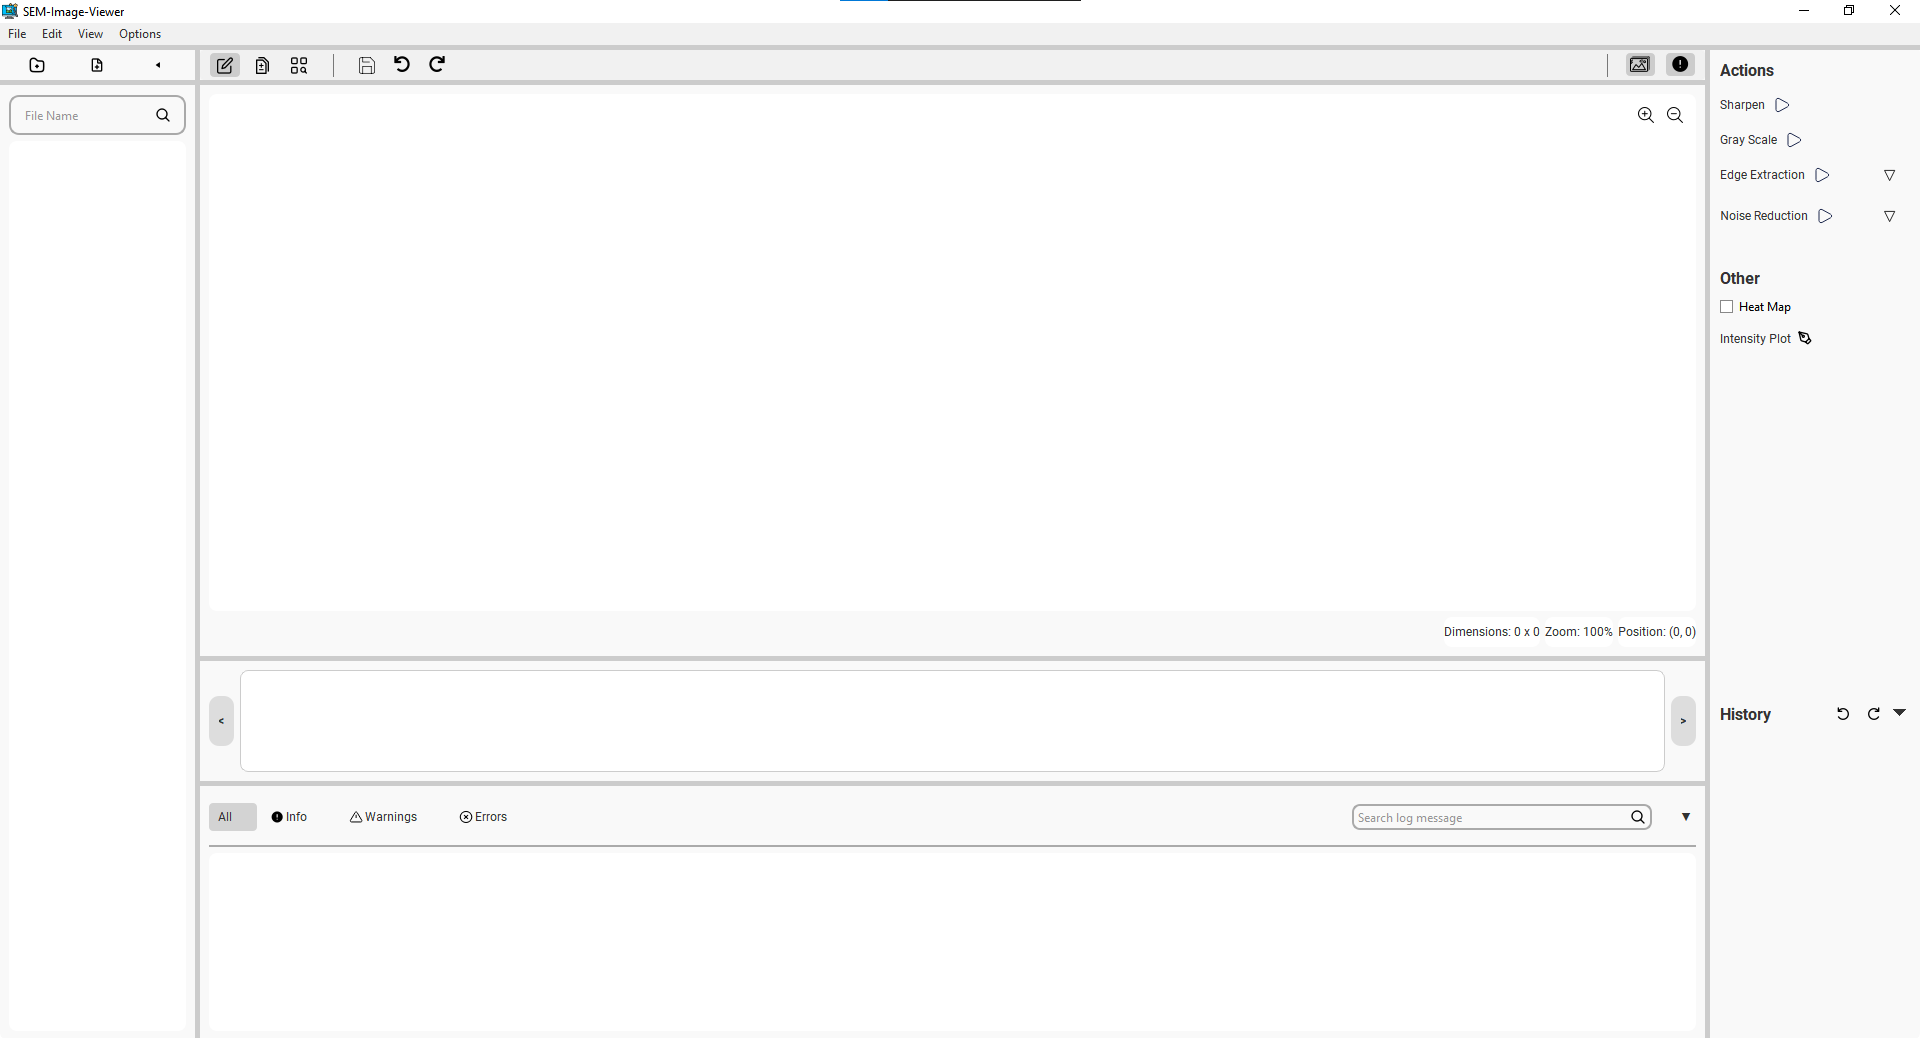 SEM-Image-Viewer
File Edit View Options
File Name
Actions
Sharpen
Gray Scale
Edge Extraction
Noise Reduction
Other
Heat Map
Intensity Plot
Dimensions: 0 x 0 Zoom: 100% Position: (0, 0)
< >
History
All Info Warnings Errors
Search log message